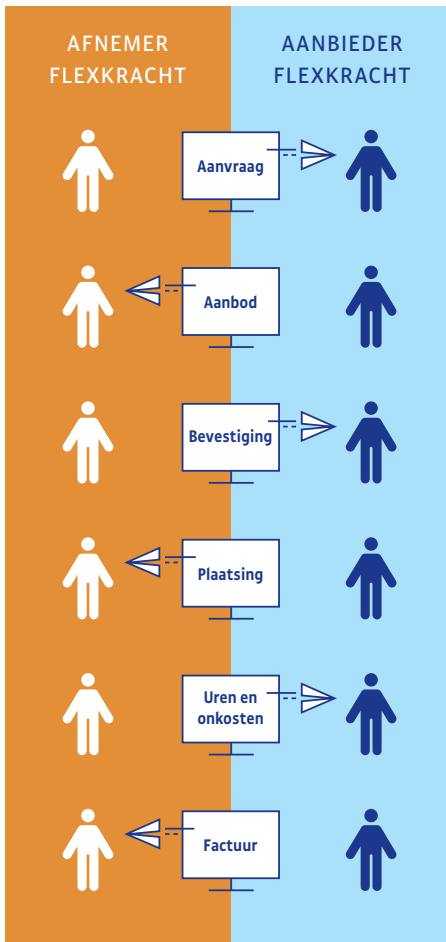 AFNEMER
FLEXKRACHT
AANBIEDER
FLEXKRACHT
Aanvraag
Aanbod
Bevestiging
Plaatsing
Uren en
onkosten
Factuur